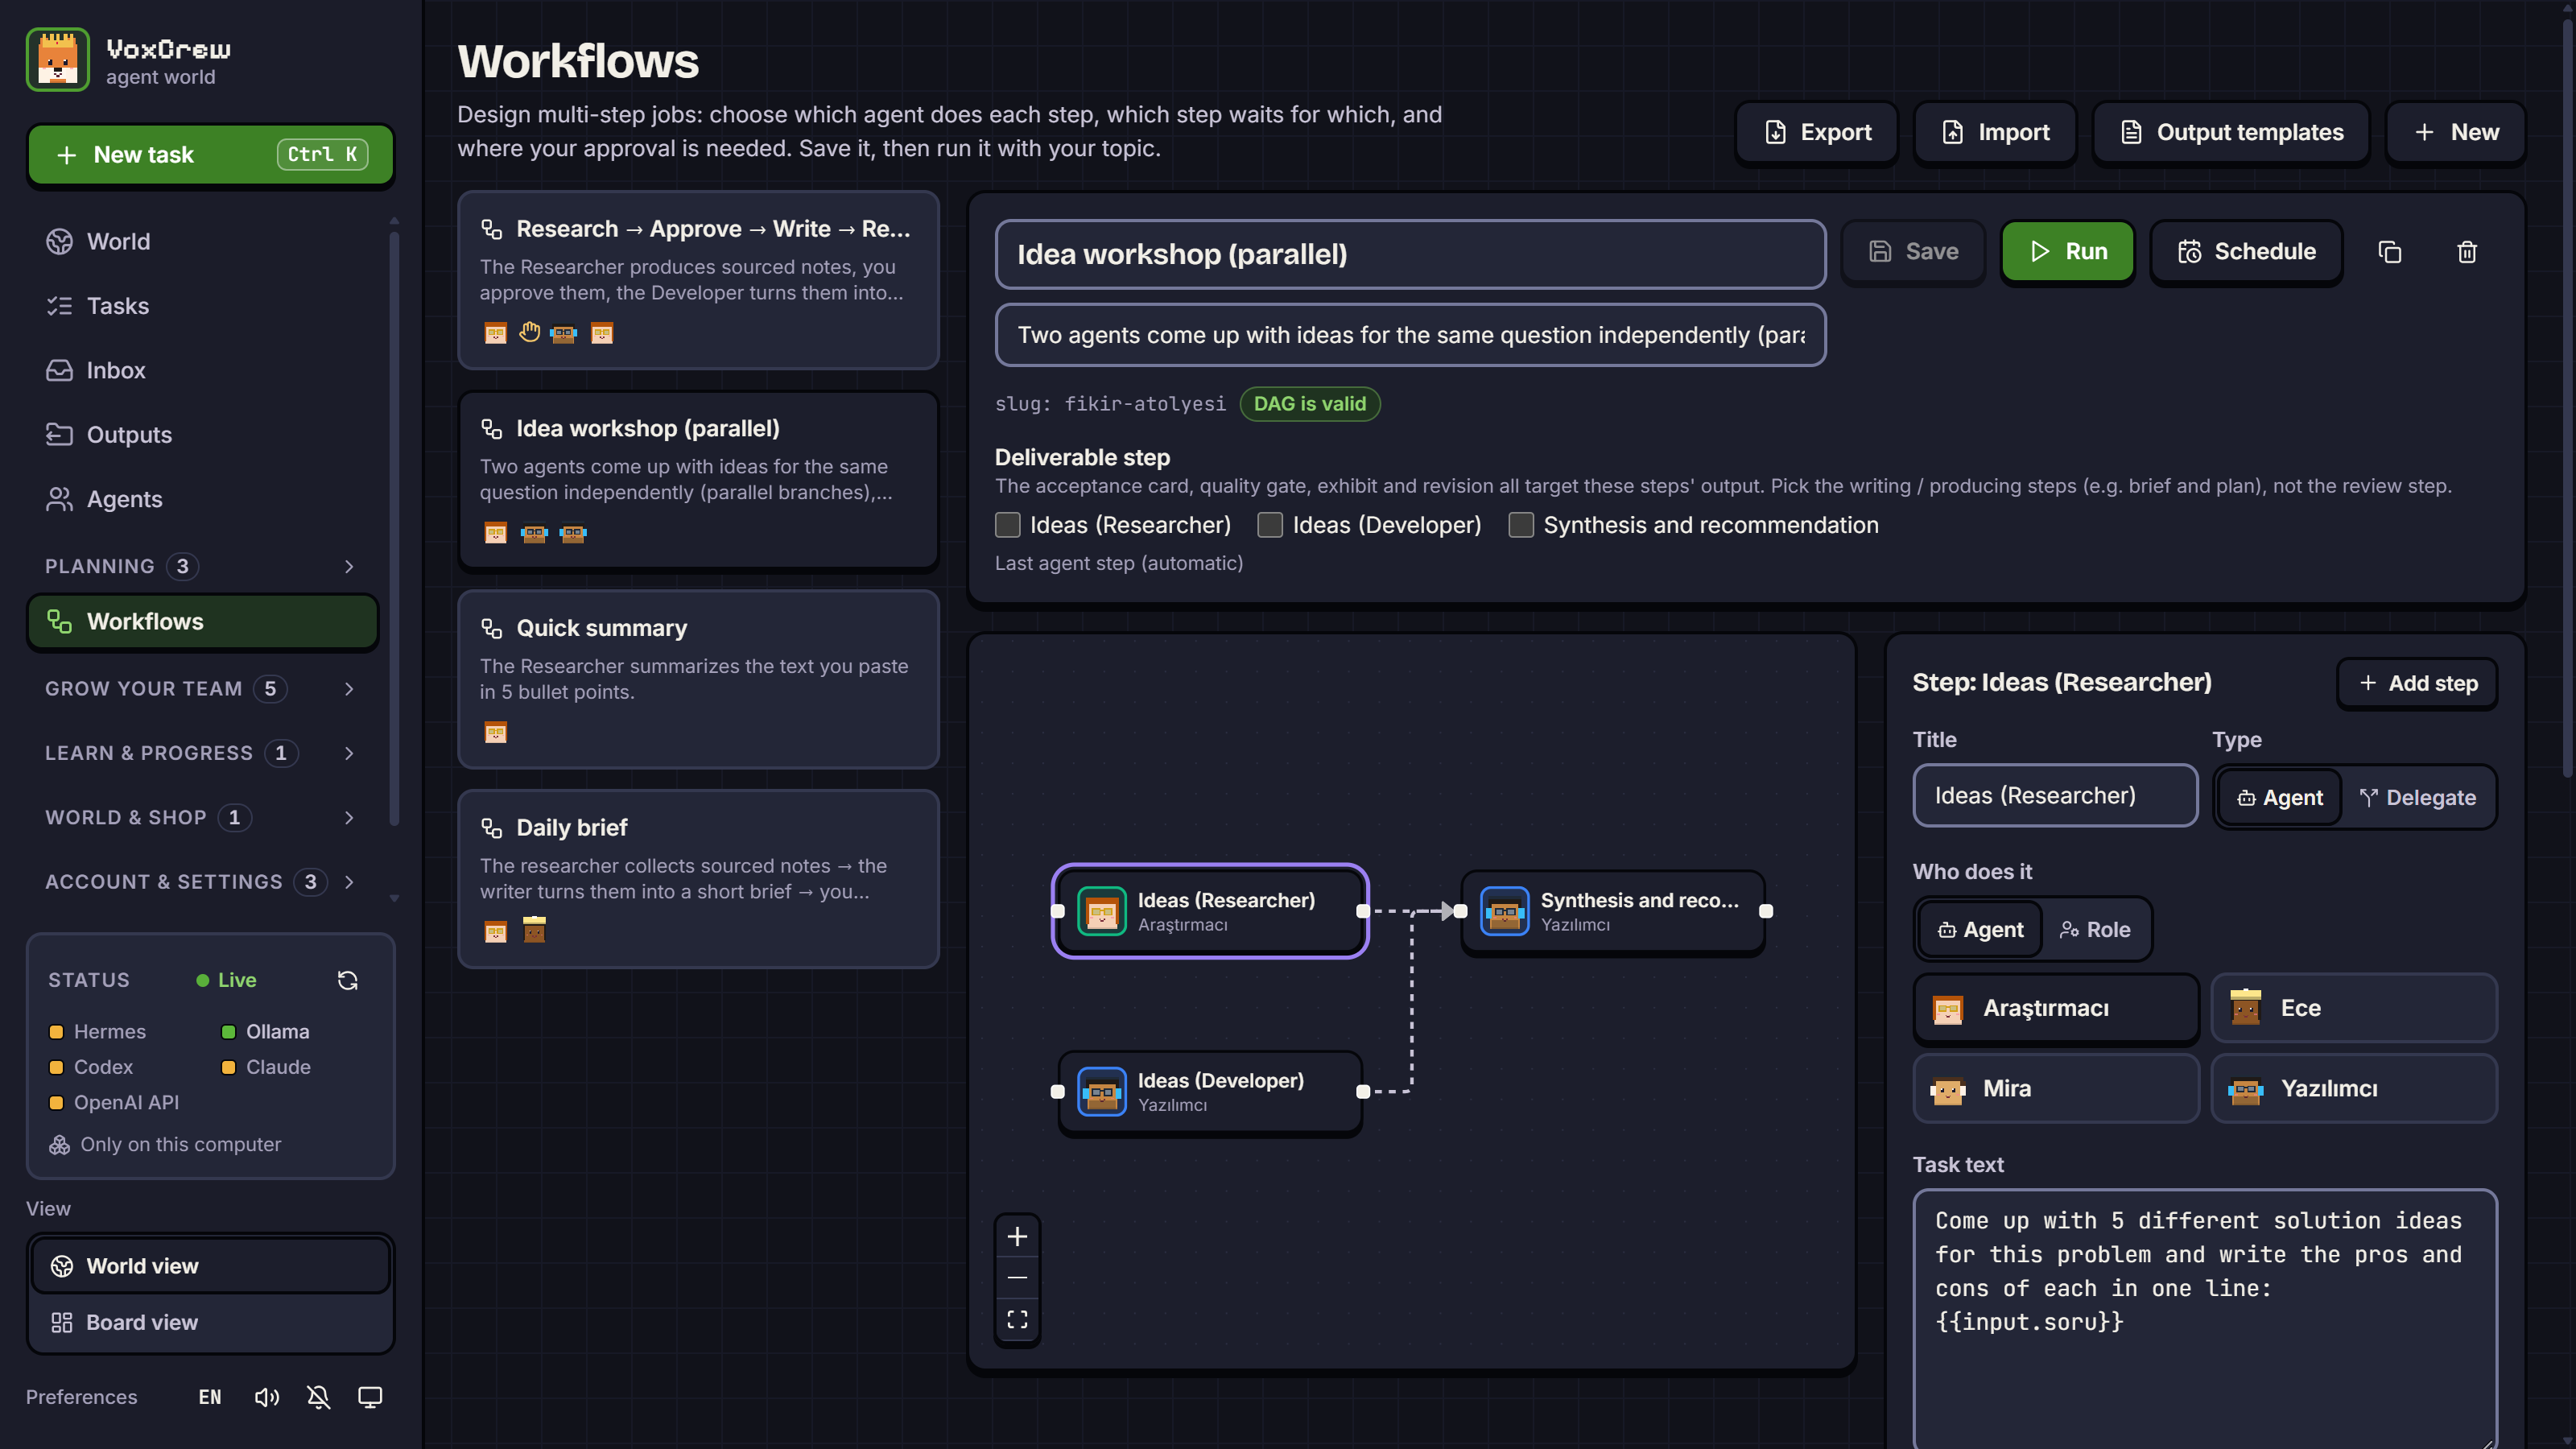 VoxCrew
agent world
New task
Ctrl K
World
Tasks
Inbox
Outputs
Agents
PLANNING 3
Workflows
GROW YOUR TEAM 5
LEARN & PROGRESS 1
WORLD & SHOP 1
ACCOUNT & SETTINGS 3
STATUS
Live
Hermes
Ollama
Codex
Claude
OpenAI API
Only on this computer
View
World view
Board view
Preferences
EN
Workflows
Design multi-step jobs: choose which agent does each step, which step waits for which, and
where your approval is needed. Save it, then run it with your topic.
Export
Import
Output templates
New
Research → Approve → Write → Re...
The Researcher produces sourced notes, you
approve them, the Developer turns them into...
Idea workshop (parallel)
Two agents come up with ideas for the same
question independently (parallel branches),...
Quick summary
The Researcher summarizes the text you paste
in 5 bullet points.
Daily brief
The researcher collects sourced notes → the
writer turns them into a short brief → you...
Idea workshop (parallel)
Save
Run
Schedule
Two agents come up with ideas for the same question independently (para
slug: fikir-atolyesi
DAG is valid
Deliverable step
The acceptance card, quality gate, exhibit and revision all target these steps' output. Pick the writing / producing steps (e.g. brief and plan), not the review step.
Ideas (Researcher)
Ideas (Developer)
Synthesis and recommendation
Last agent step (automatic)
Ideas (Researcher)
Araştırmacı
Synthesis and reco...
Yazılımcı
Ideas (Developer)
Yazılımcı
Step: Ideas (Researcher)
Add step
Title
Type
Ideas (Researcher)
Agent
Delegate
Who does it
Agent
Role
Araştırmacı
Ece
Mira
Yazılımcı
Task text
Come up with 5 different solution ideas
for this problem and write the pros and
cons of each in one line:
{{input.soru}}